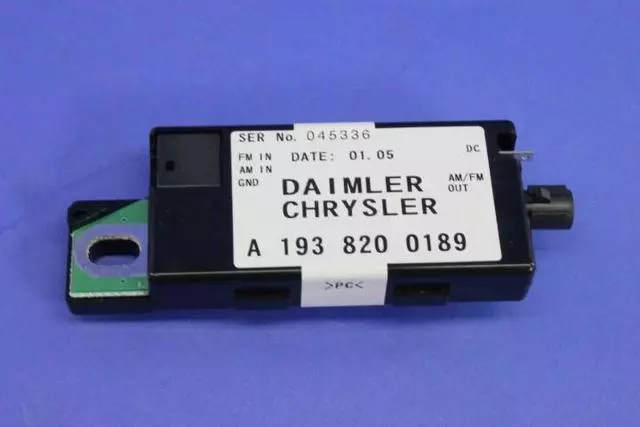 SER No. 045336
FM IN DATE: 01.05 DC
AM IN
GND DAIMLER AM/FM
CHRYSLER OUT
A 193 820 0189
>PC<